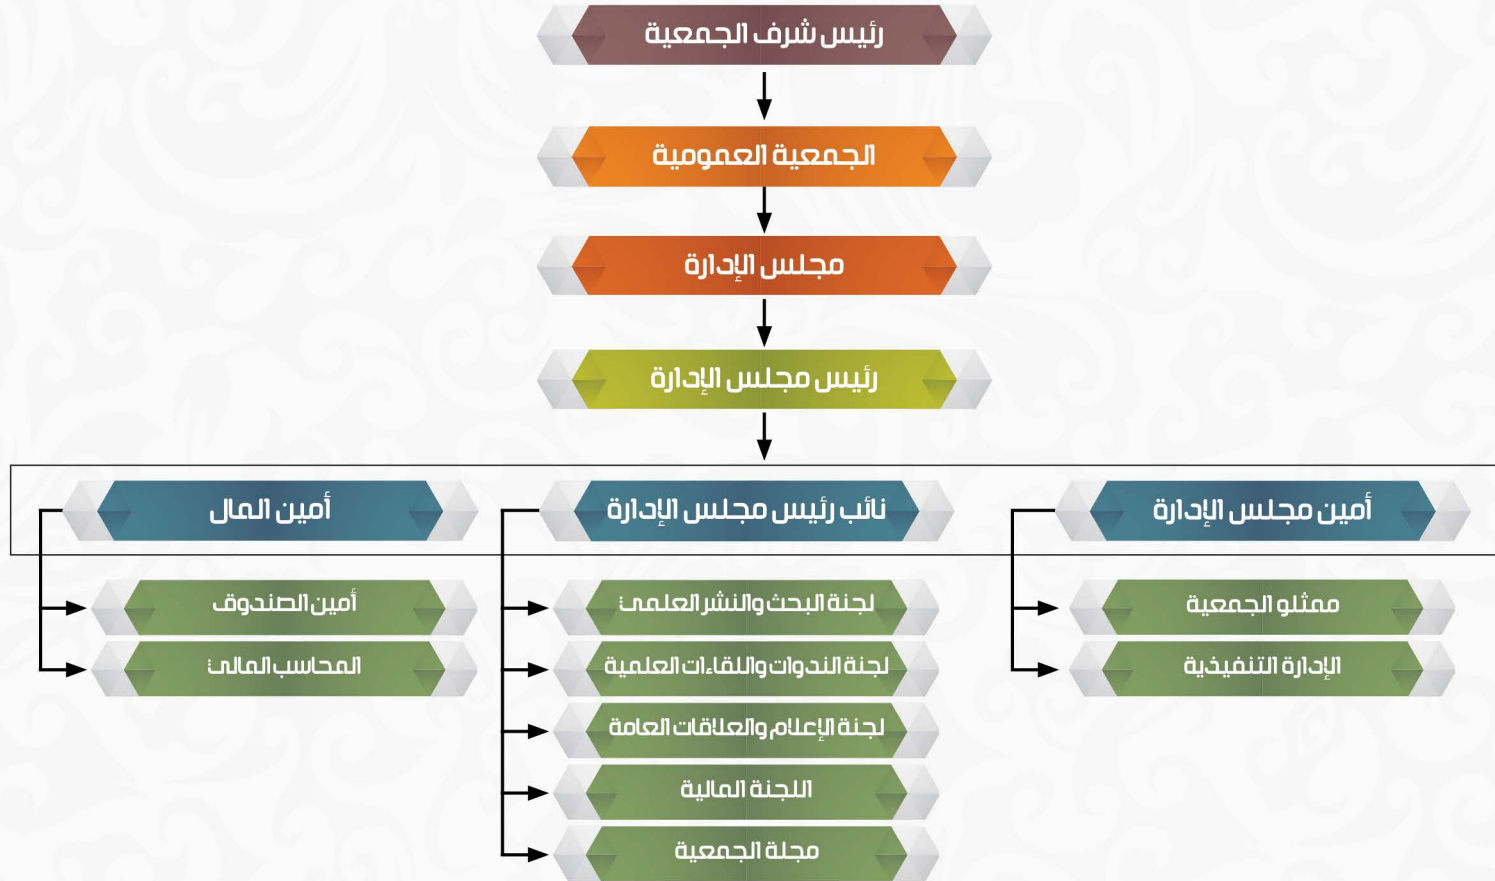 رئيس شرف الجمعية
الجمعية العمومية
مجلس الإدارة
رئيس مجلس الإدارة
أمين مجلس الإدارة
ممثلو الجمعية
الإدارة التنفيذية
نائب رئيس مجلس الإدارة
لجنة البحث والنشر العلمي
لجنة الندوات واللقاءات العلمية
لجنة الإعلام والعلاقات العامة
اللجنة المالية
مجلة الجمعية
أمين المال
أمين الصندوق
المحاسب المالي